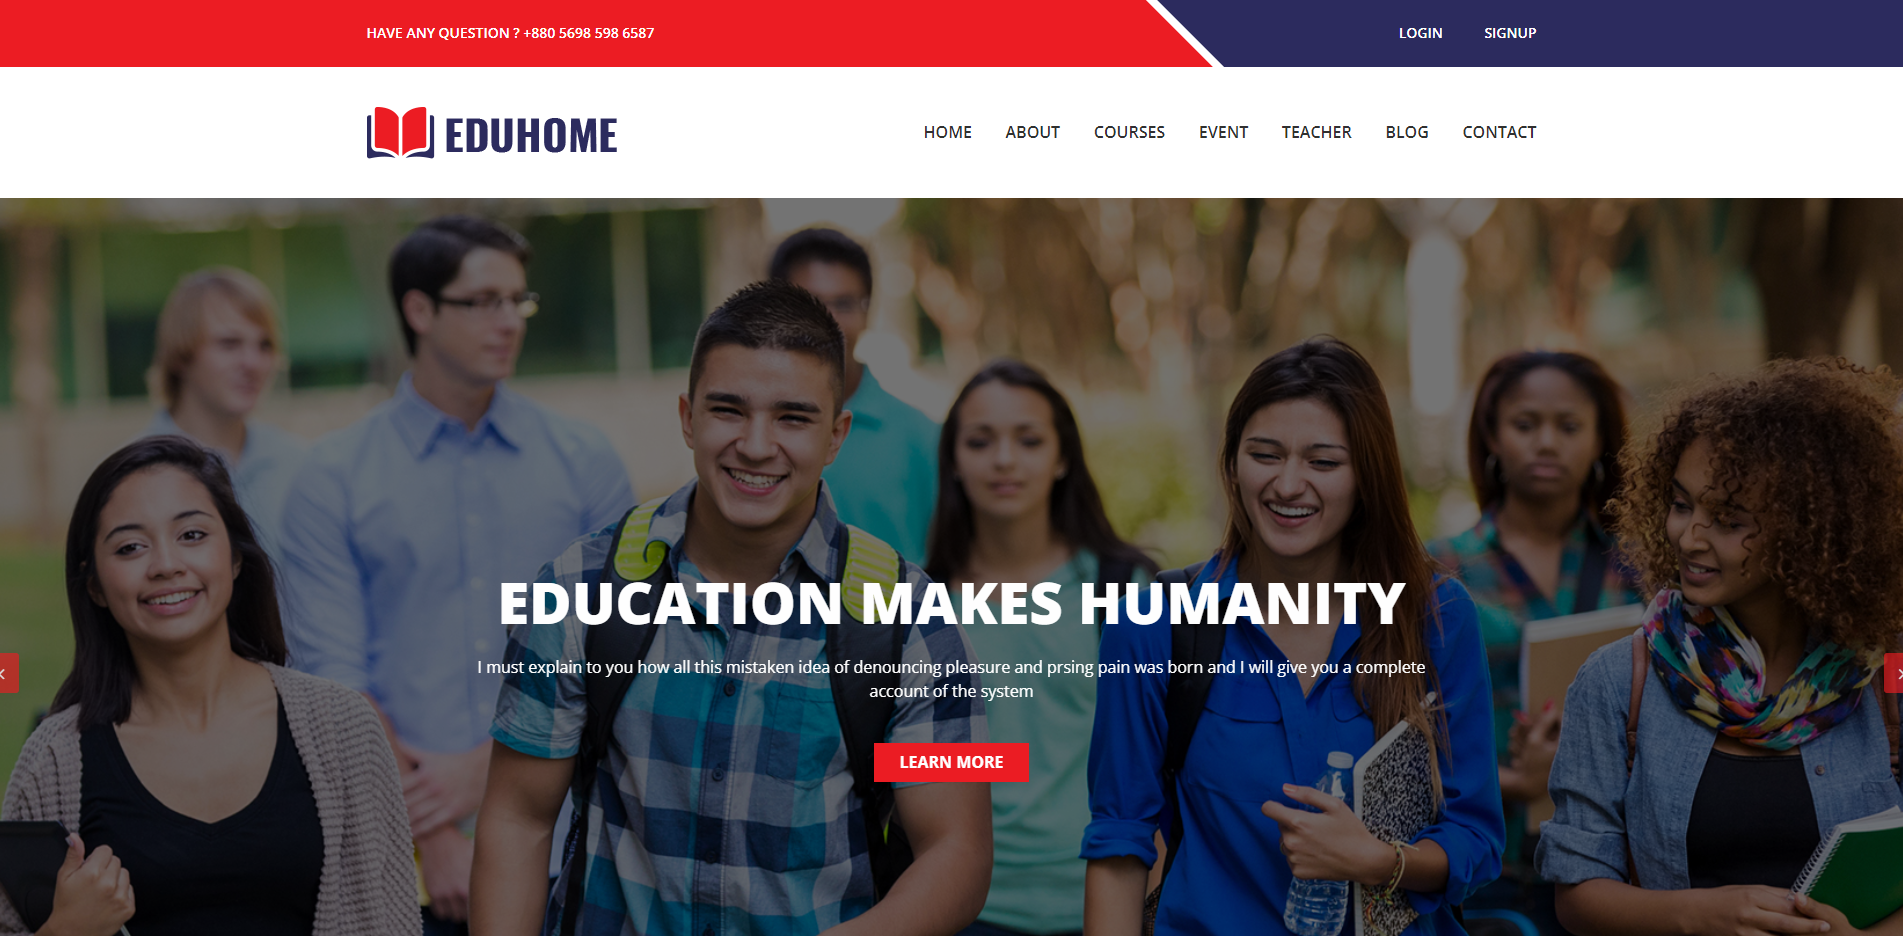 HAVE ANY QUESTION ? +880 5698 598 6587
LOGIN SIGNUP
EDUHOME
HOME ABOUT COURSES EVENT TEACHER BLOG CONTACT
EDUCATION MAKES HUMANITY
I must explain to you how all this mistaken idea of denouncing pleasure and prsing pain was born and I will give you a complete
account of the system
LEARN MORE